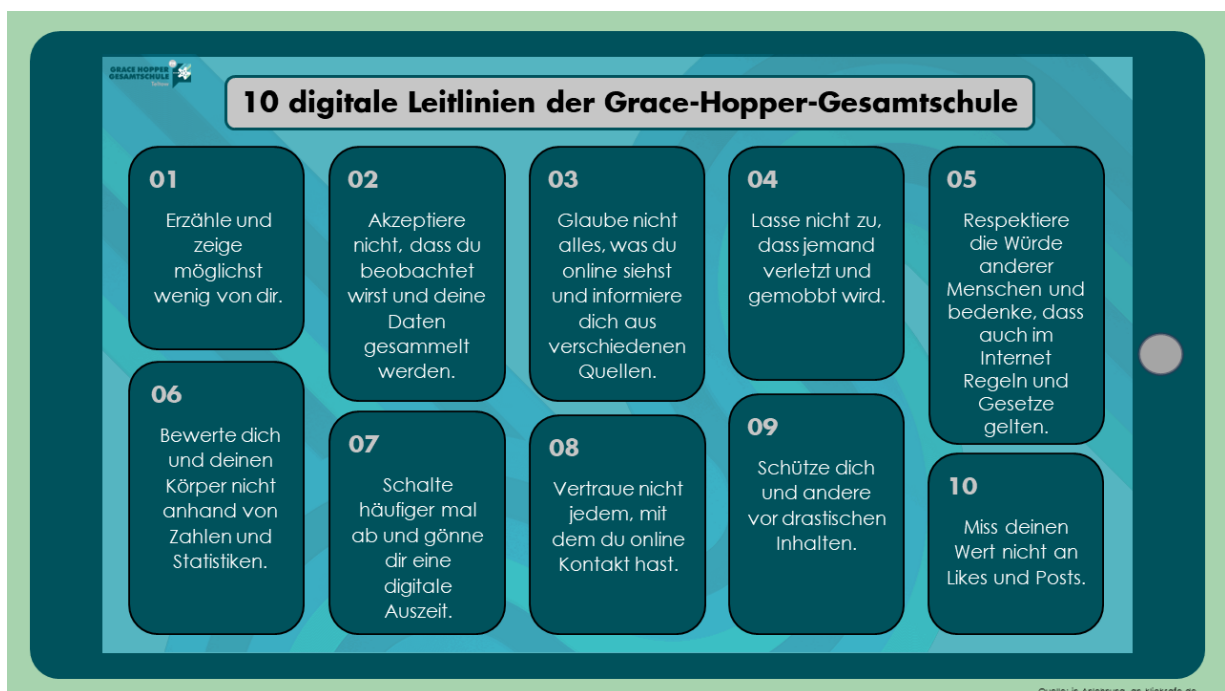 GRACE HOPPER
GESAMTSCHULE
10 digitale Leitlinien der Grace-Hopper-Gesamtschule
01
Erzähle und
zeige
möglichst
wenig von dir.
02
Akzeptiere
nicht, dass du
beobachtet
wirst und deine
Daten
gesammelt
werden.
03
Glaube nicht
alles, was du
online siehst
und informiere
dich aus
verschiedenen
Quellen.
04
Lasse nicht zu,
dass jemand
verletzt und
gemobbt wird.
05
Respektiere
die Würde
anderer
Menschen und
bedenke, dass
auch im
Internet
Regeln und
Gesetze
gelten.
06
Bewerte dich
und deinen
Körper nicht
anhand von
Zahlen und
Statistiken.
07
Schalte
häufiger mal
ab und gönne
dir eine
digitale
Auszeit.
08
Vertraue nicht
jedem, mit
dem du online
Kontakt hast.
09
Schütze dich
und andere
vor drastischen
Inhalten.
10
Miss deinen
Wert nicht an
Likes und Posts.